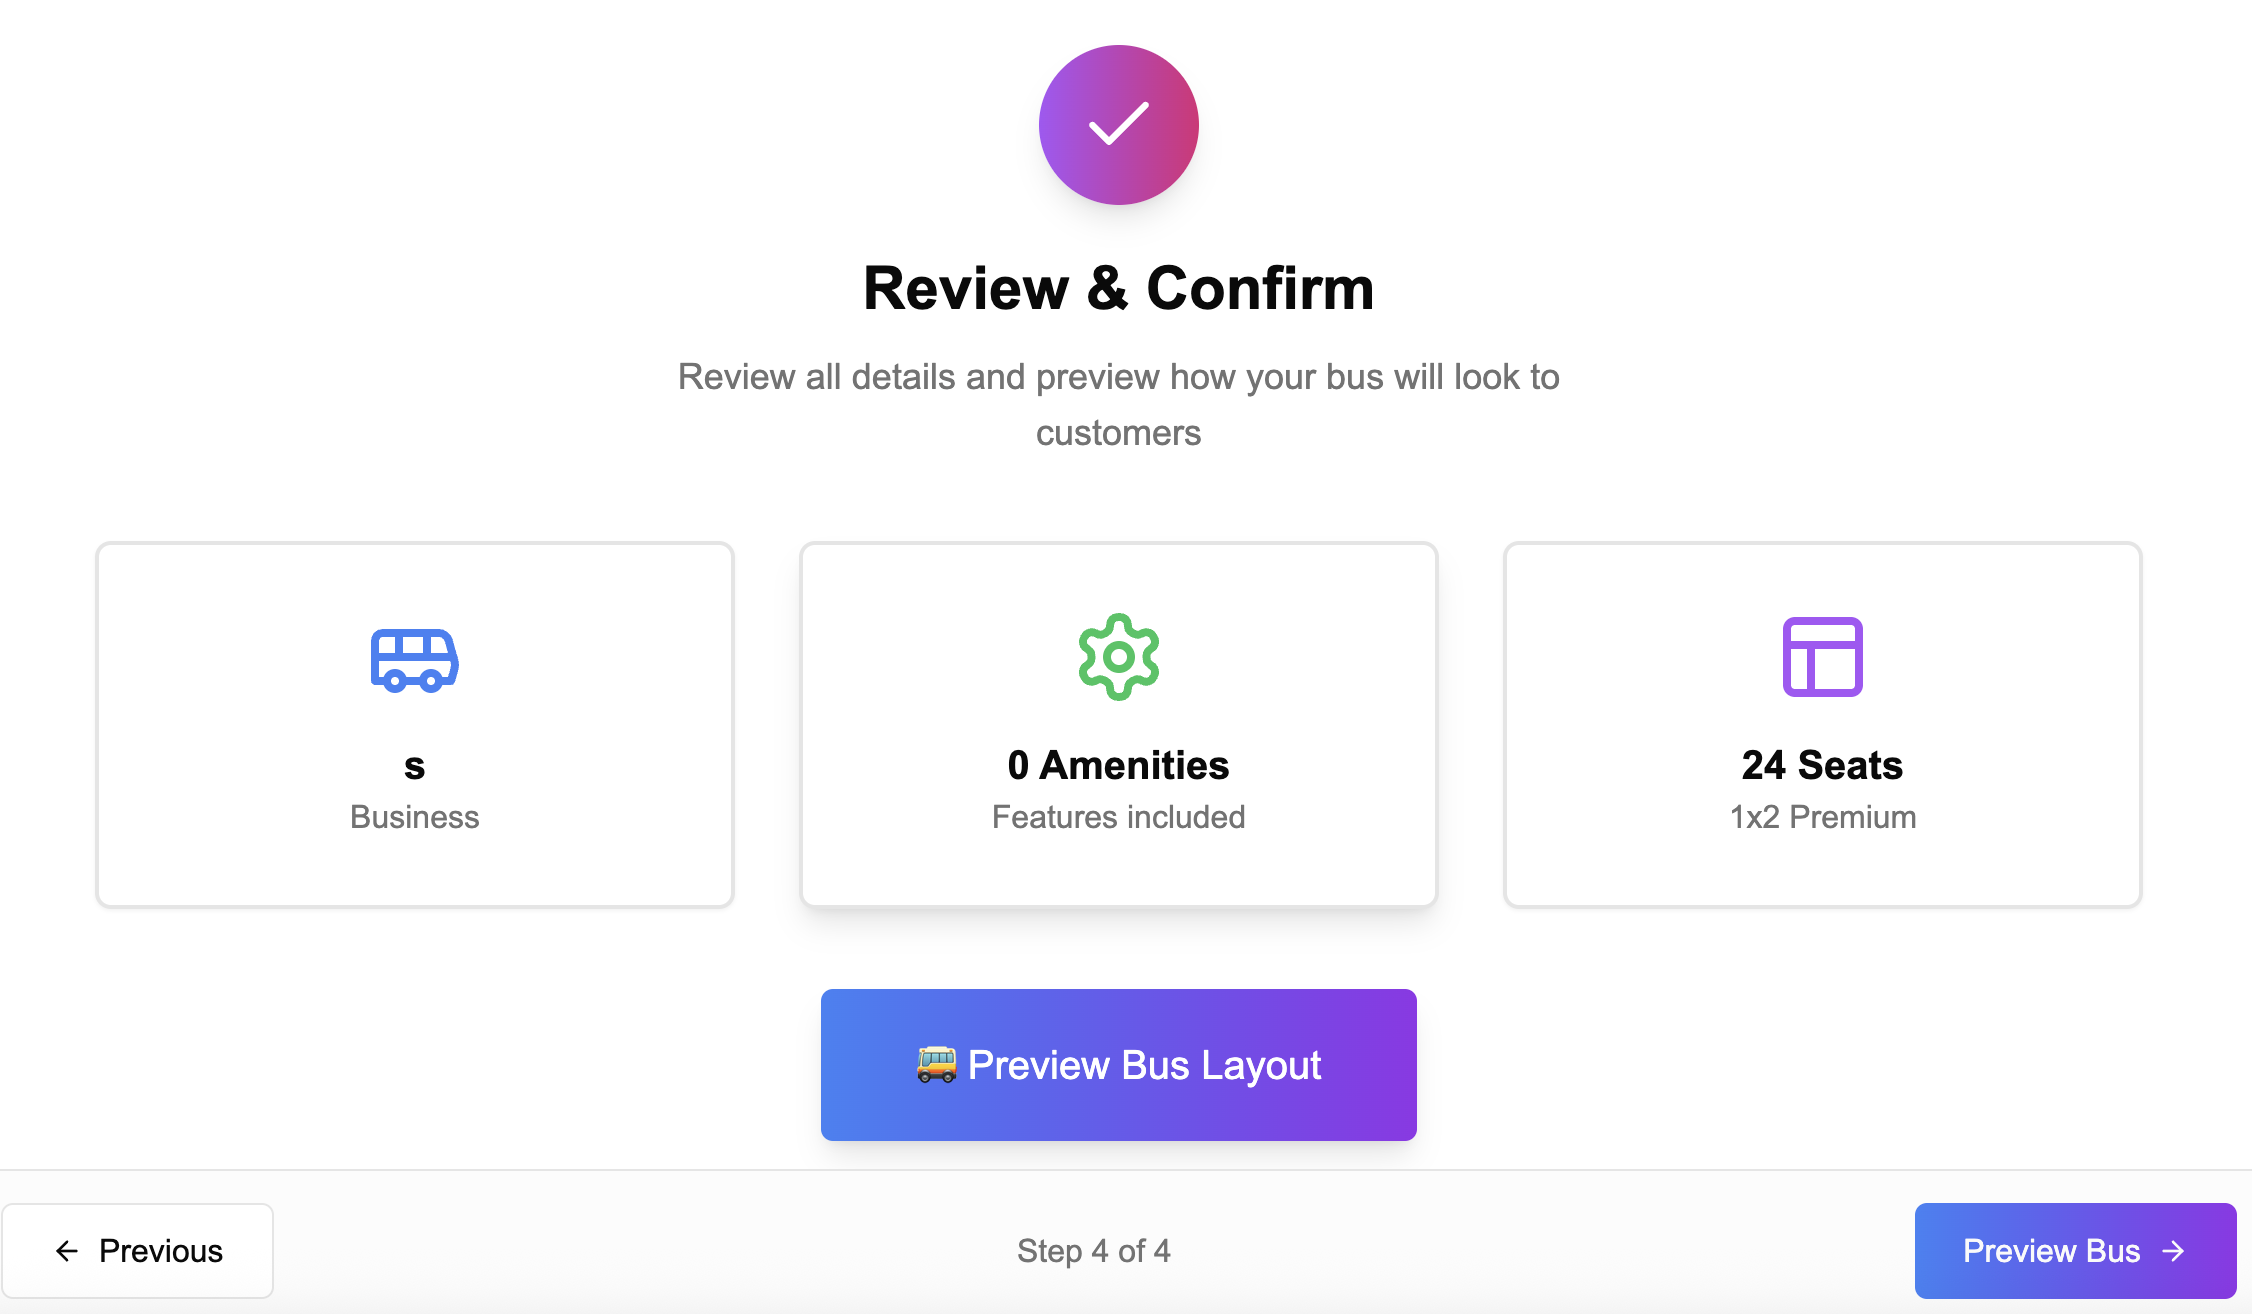 Review & Confirm
Review all details and preview how your bus will look to
customers
s
Business
0 Amenities
Features included
24 Seats
1x2 Premium
Preview Bus Layout
Previous
Step 4 of 4
Preview Bus